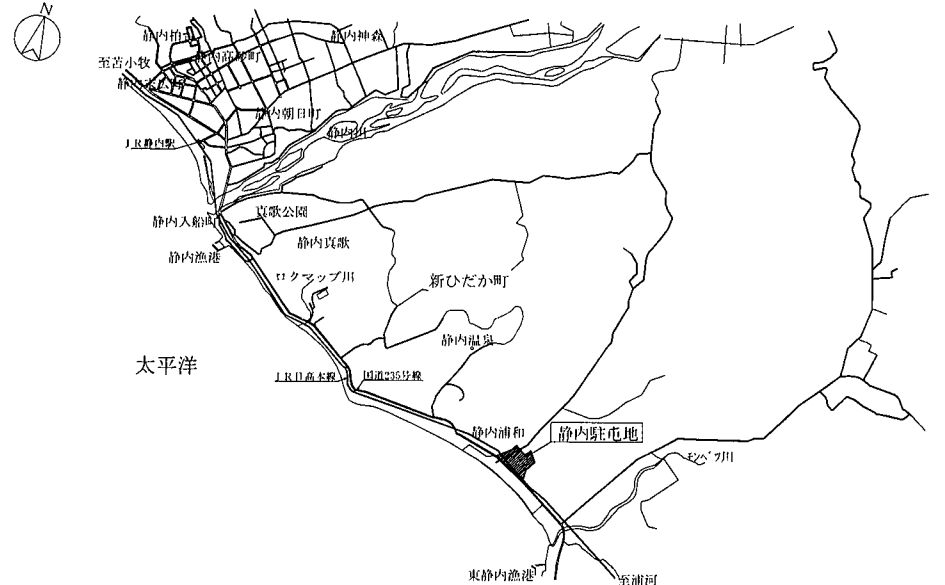 N
静内柏台
静内神森
至苫小牧
静内高砂町
静内末広町
静内朝日町
JR静内駅
静内川
静内入船町
真歌公園
静内真歌
静内漁港
ロクマップ川
新ひだか町
静内温泉
太平洋
JR日高本線
国道235号線
静内浦和
静内駐屯地
モンベツ川
東静内漁港
至浦河